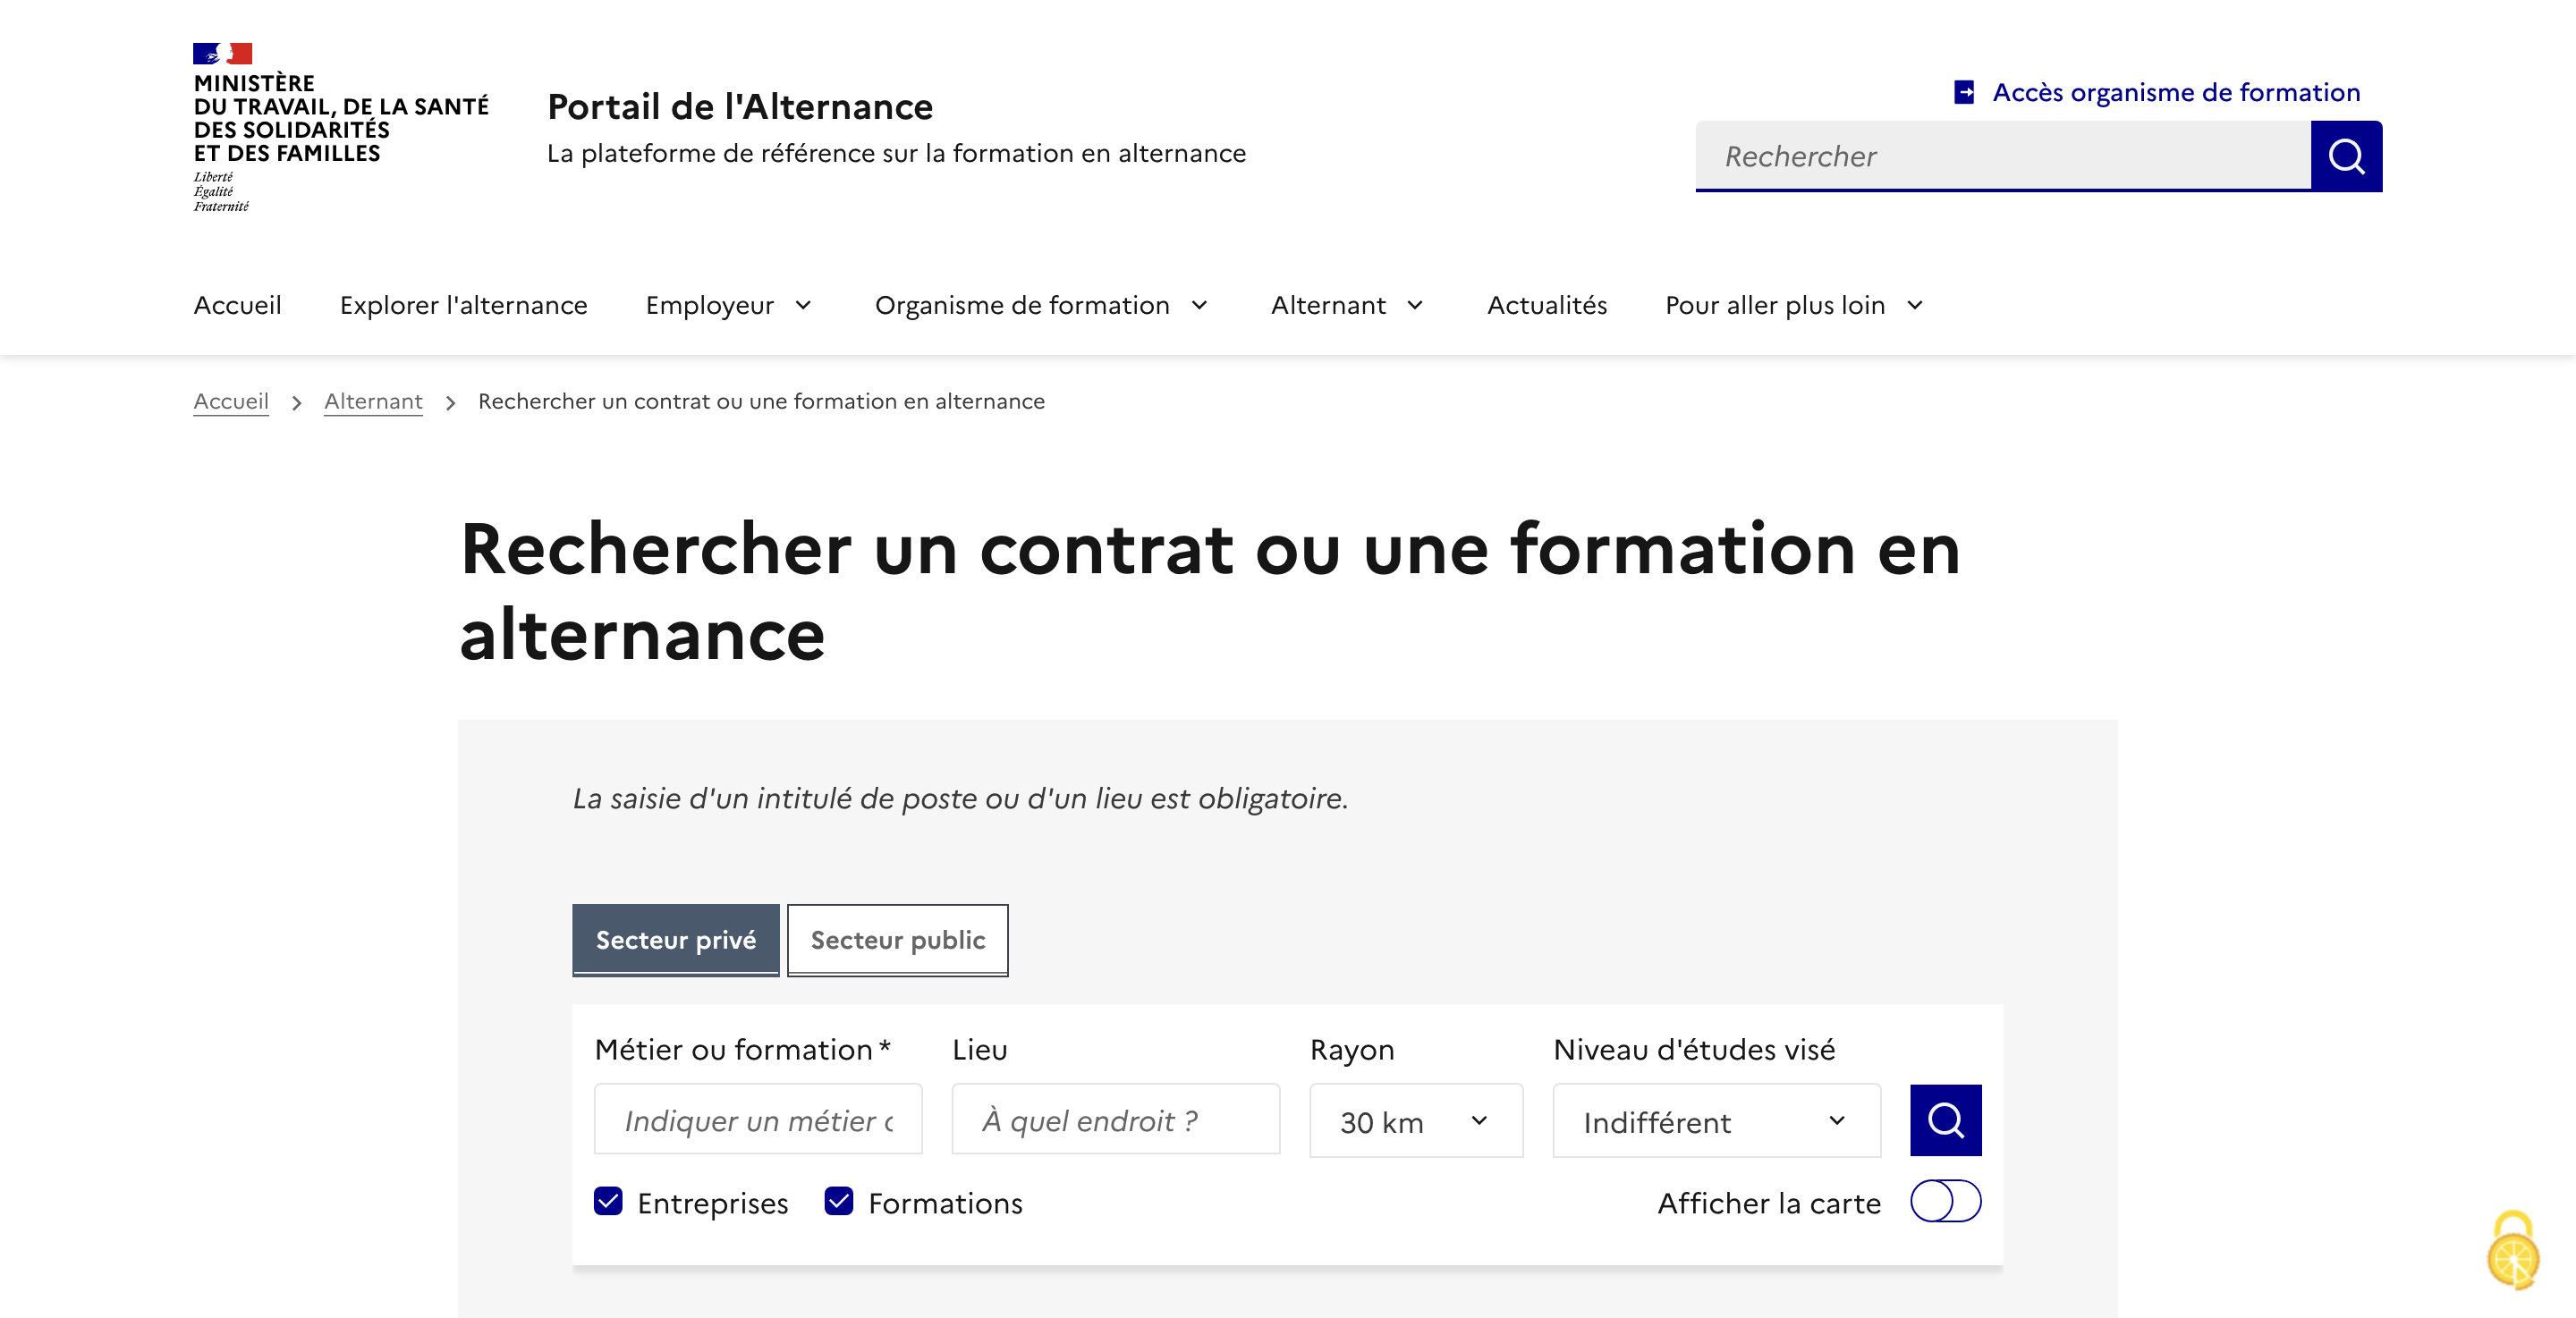 MINISTÈRE
DU TRAVAIL, DE LA SANTÉ
DES SOLIDARITÉS
ET DES FAMILLES
Liberté
Égalité
Fraternité
Portail de l'Alternance
La plateforme de référence sur la formation en alternance
Accès organisme de formation
Rechercher
Accueil Explorer l'alternance Employeur Organisme de formation Alternant Actualités Pour aller plus loin
Accueil Alternant Rechercher un contrat ou une formation en alternance
Rechercher un contrat ou une formation en
alternance
La saisie d'un intitulé de poste ou d'un lieu est obligatoire.
Secteur privé Secteur public
Métier ou formation * Lieu Rayon Niveau d'études visé
Indiquer un métier À quel endroit ? 30 km Indifférent
Entreprises Formations Afficher la carte